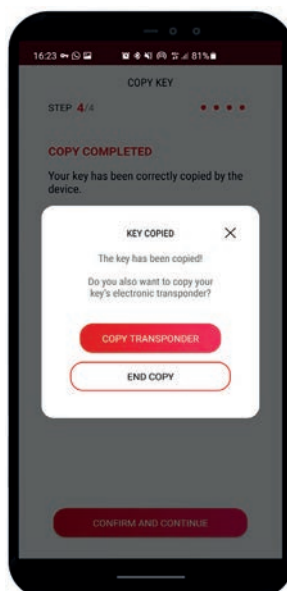 16:23
81%
COPY KEY
STEP 4/4
COPY COMPLETED
Your key has been correctly copied by the
device.
KEY COPIED
The key has been copied!
Do you also want to copy your
key's electronic transponder?
COPY TRANSPONDER
END COPY
CONFIRM AND CONTINUE